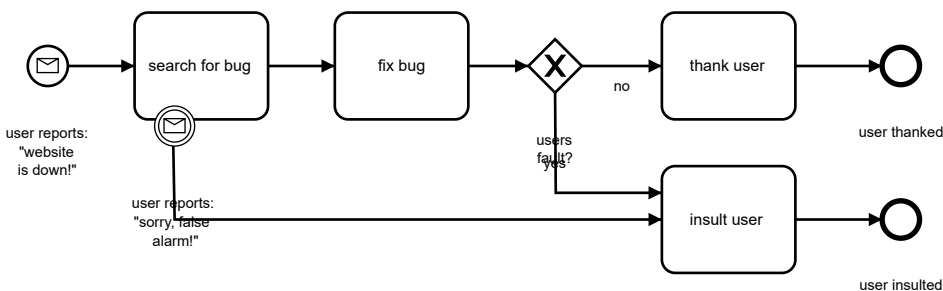 search for bug
fix bug
thank user
no
user reports:
"website
is down!"
users
fault?
yes
user thanked
user reports:
"sorry, false
alarm!"
insult user
user insulted